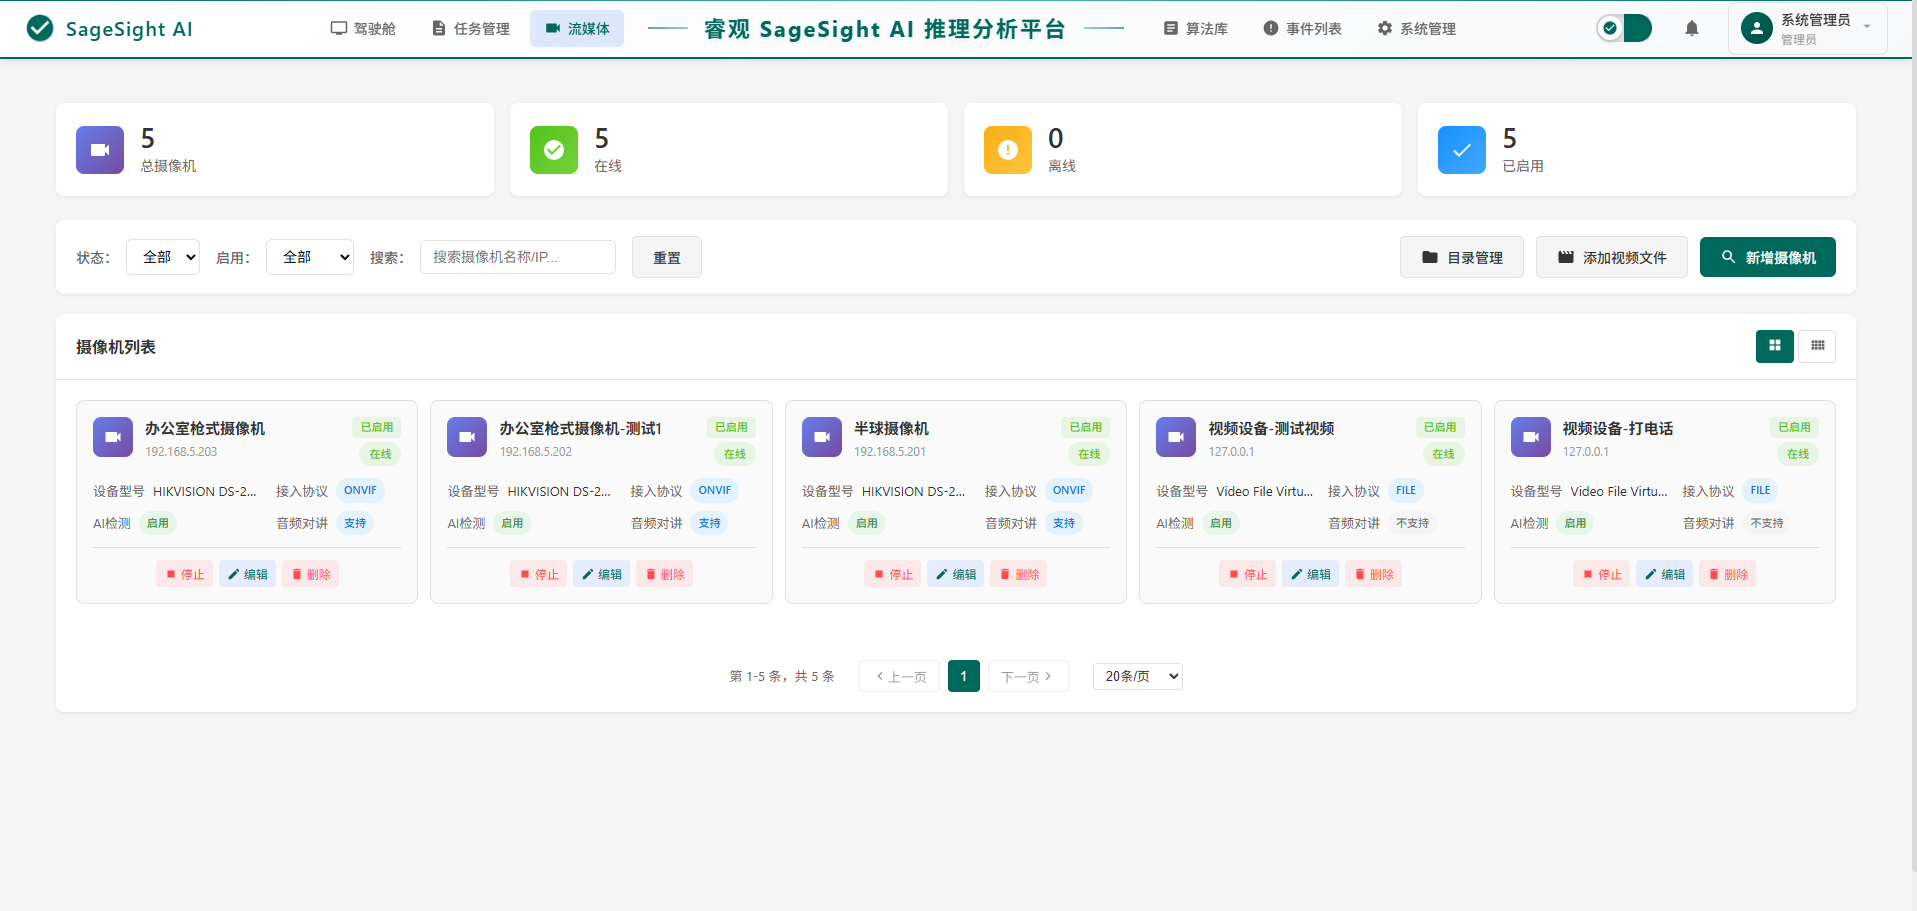 SageSight AI
驾驶舱
任务管理
流媒体
睿观 SageSight AI 推理分析平台
算法库
事件列表
系统管理
系统管理员
管理员
5
总摄像机
5
在线
0
离线
5
已启用
状态：
全部
启用：
全部
搜索：
搜索摄像机名称/IP...
重置
目录管理
添加视频文件
新增摄像机
摄像机列表
办公室枪式摄像机
已启用
192.168.5.203
在线
设备型号 HIKVISION DS-2... 接入协议 ONVIF
AI检测 启用 音频对讲 支持
停止 编辑 删除
办公室枪式摄像机-测试1
已启用
192.168.5.202
在线
设备型号 HIKVISION DS-2... 接入协议 ONVIF
AI检测 启用 音频对讲 支持
停止 编辑 删除
半球摄像机
已启用
192.168.5.201
在线
设备型号 HIKVISION DS-2... 接入协议 ONVIF
AI检测 启用 音频对讲 支持
停止 编辑 删除
视频设备-测试视频
已启用
127.0.0.1
在线
设备型号 Video File Virtu... 接入协议 FILE
AI检测 启用 音频对讲 不支持
停止 编辑 删除
视频设备-打电话
已启用
127.0.0.1
在线
设备型号 Video File Virtu... 接入协议 FILE
AI检测 启用 音频对讲 不支持
停止 编辑 删除
第 1-5 条，共 5 条
上一页
1
下一页
20条/页